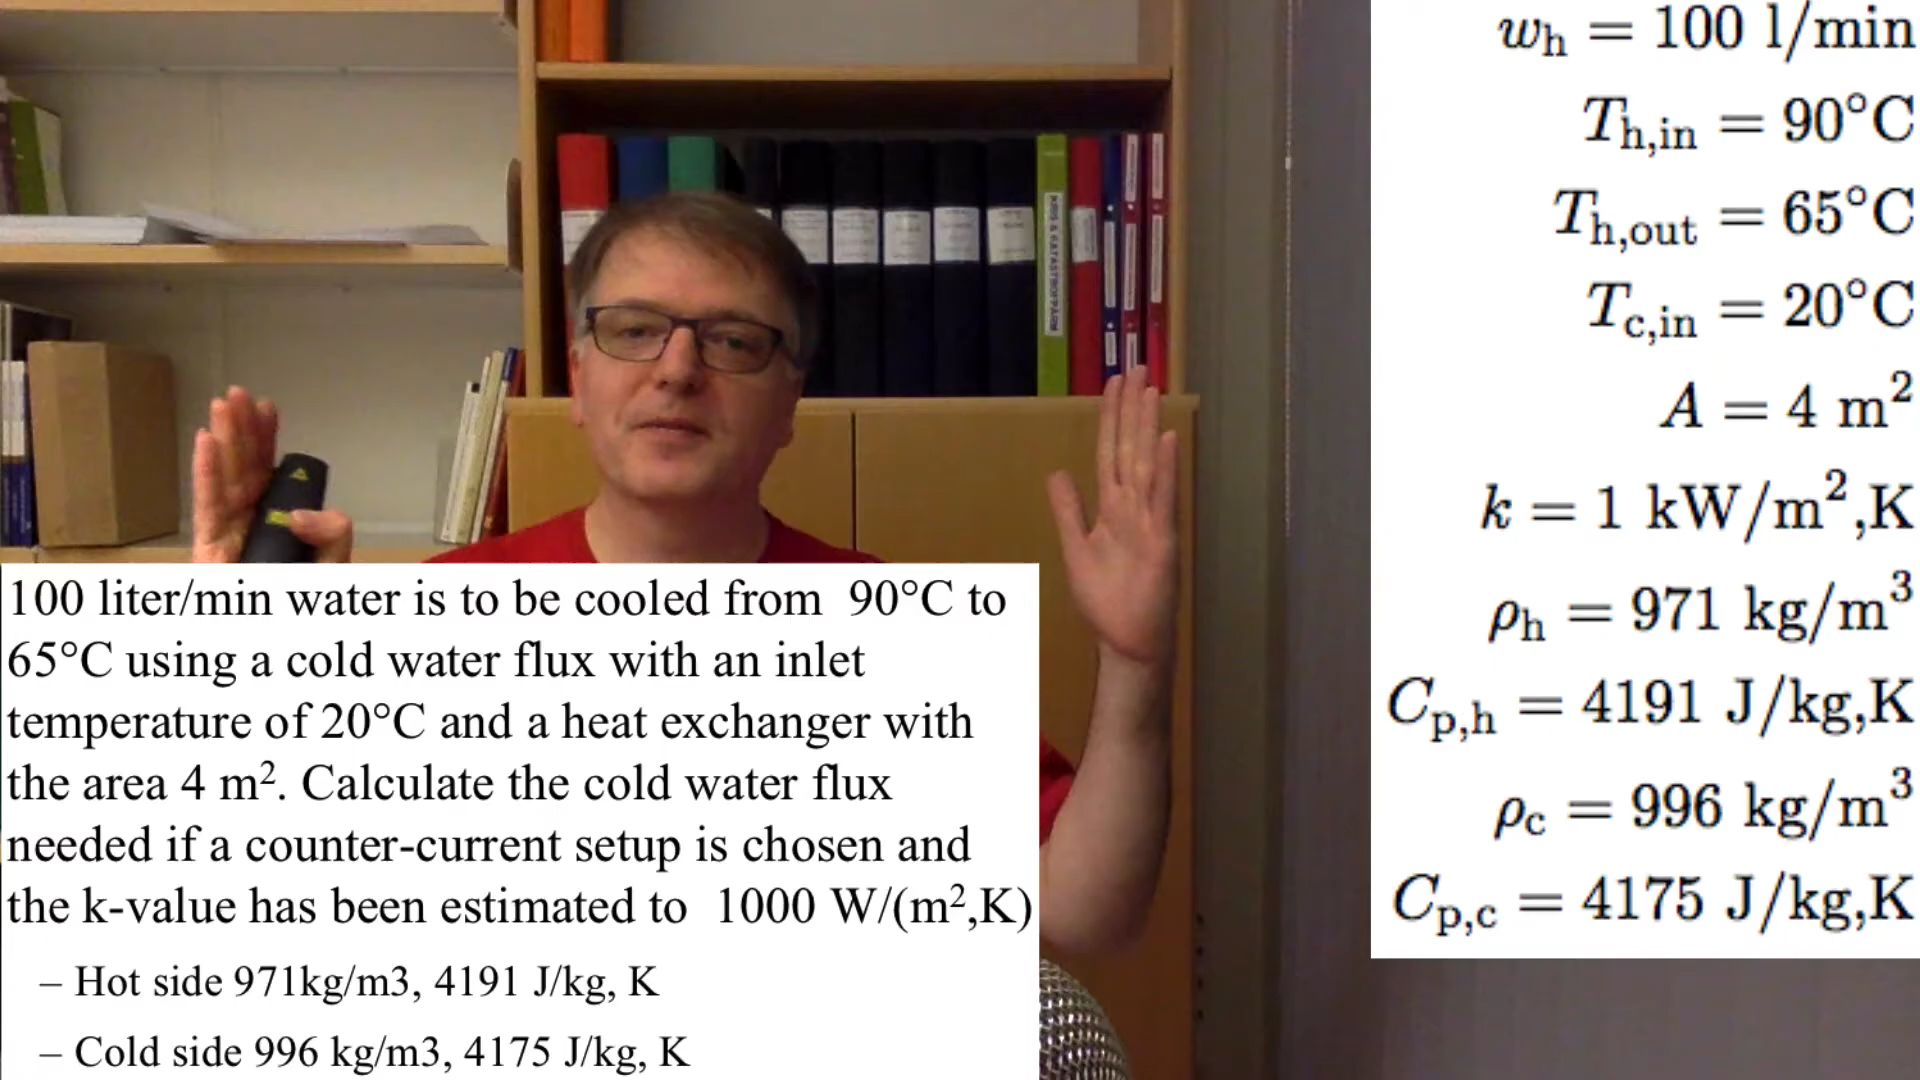 100 liter/min water is to be cooled from 90°C to
65°C using a cold water flux with an inlet
temperature of 20°C and a heat exchanger with
the area 4 m². Calculate the cold water flux
needed if a counter-current setup is chosen and
the k-value has been estimated to 1000 W/(m²,K)
– Hot side 971kg/m3, 4191 J/kg, K
– Cold side 996 kg/m3, 4175 J/kg, K
w_h = 100 l/min
T_h,in = 90°C
T_h,out = 65°C
T_c,in = 20°C
A = 4 m²
k = 1 kW/m²,K
ρ_h = 971 kg/m³
C_p,h = 4191 J/kg,K
ρ_c = 996 kg/m³
C_p,c = 4175 J/kg,K
KRIS & KATASTROFLARM